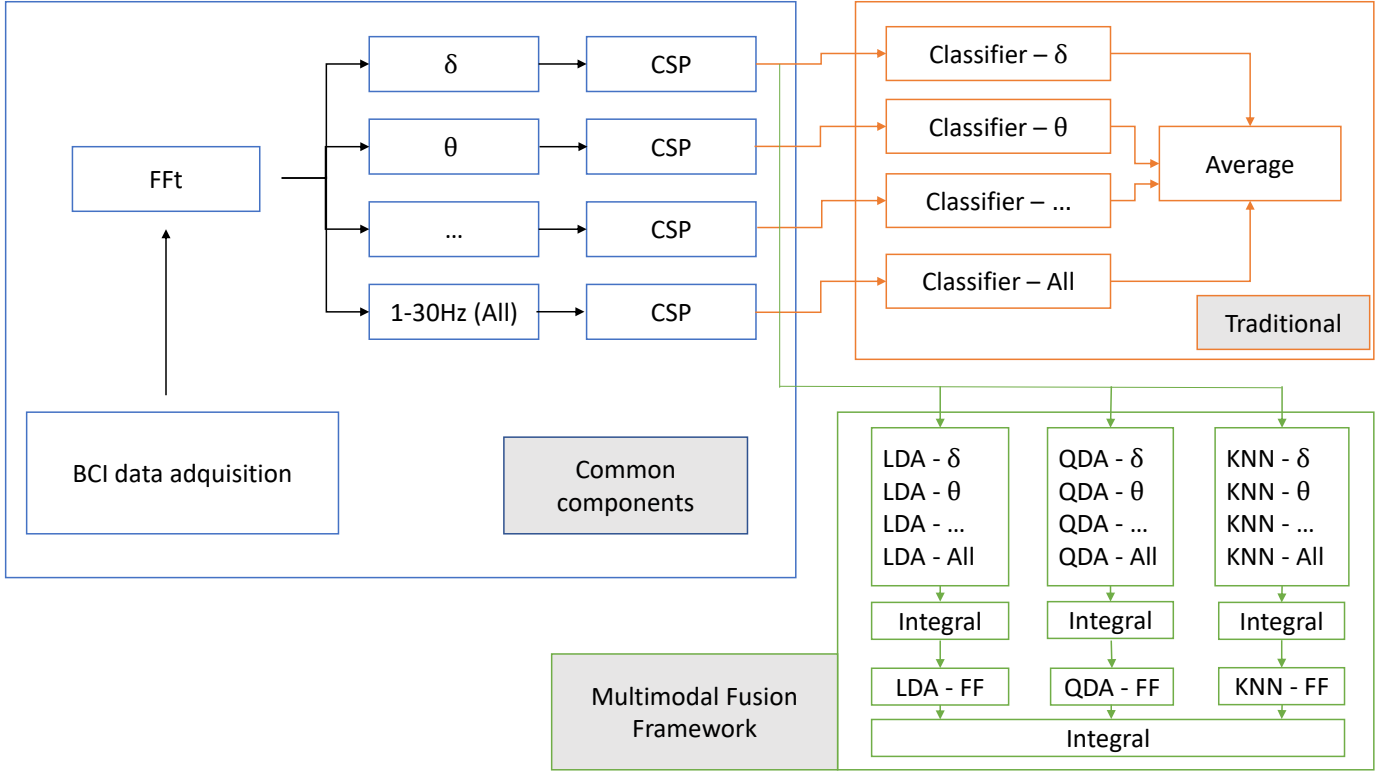 δ
CSP
Classifier – δ
θ
CSP
Classifier – θ
FFt
Average
...
CSP
Classifier – ...
1-30Hz (All)
CSP
Classifier – All
Traditional
BCI data adquisition
Common
components
LDA - δ
LDA - θ
LDA - ...
LDA - All
QDA - δ
QDA - θ
QDA - ...
QDA - All
KNN - δ
KNN - θ
KNN - ...
KNN - All
Integral
Integral
Integral
LDA - FF
QDA - FF
KNN - FF
Multimodal Fusion
Framework
Integral